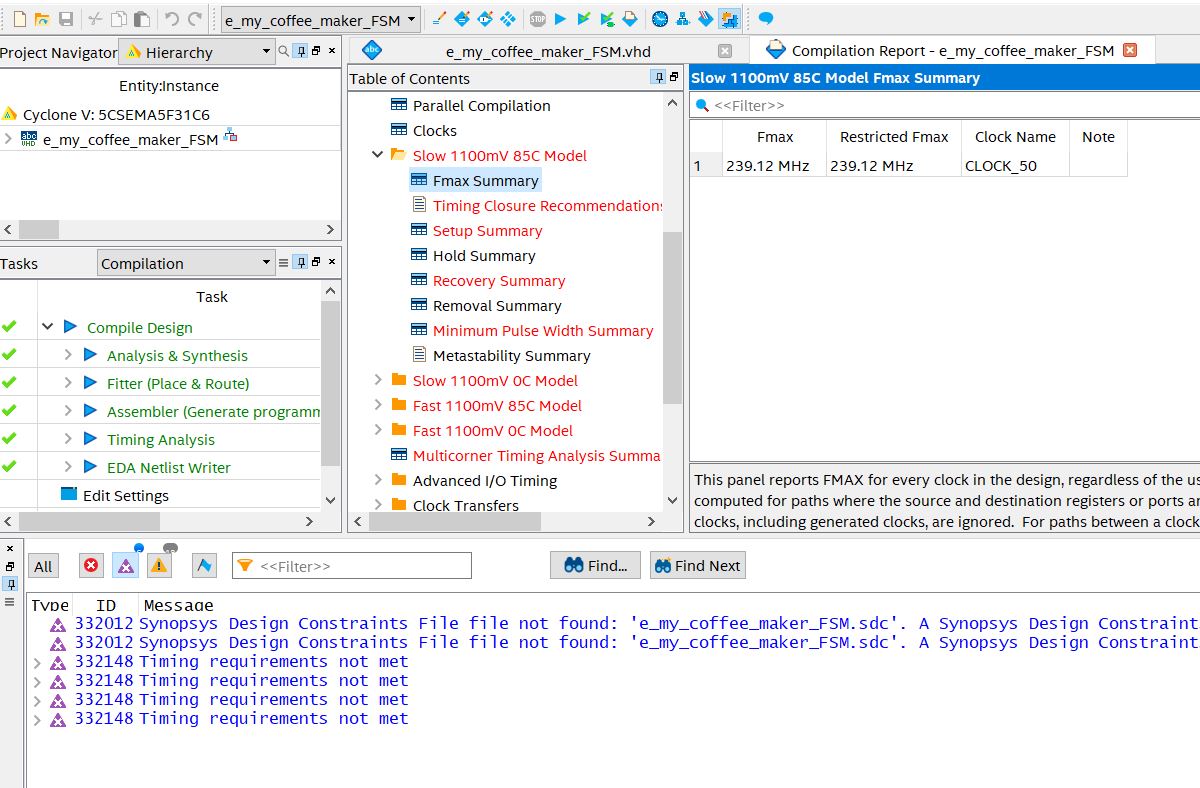 e_my_coffee_maker_FSM
Project Navigator
Hierarchy
Entity:Instance
Cyclone V: 5CSEMA5F31C6
e_my_coffee_maker_FSM
Tasks
Compilation
Task
Compile Design
Analysis & Synthesis
Fitter (Place & Route)
Assembler (Generate programm
Timing Analysis
EDA Netlist Writer
Edit Settings
e_my_coffee_maker_FSM.vhd
Compilation Report - e_my_coffee_maker_FSM
Table of Contents
Parallel Compilation
Clocks
Slow 1100mV 85C Model
Fmax Summary
Timing Closure Recommendations
Setup Summary
Hold Summary
Recovery Summary
Removal Summary
Minimum Pulse Width Summary
Metastability Summary
Slow 1100mV 0C Model
Fast 1100mV 85C Model
Fast 1100mV 0C Model
Multicorner Timing Analysis Summa
Advanced I/O Timing
Clock Transfers
Slow 1100mV 85C Model Fmax Summary
<<Filter>>
Fmax Restricted Fmax Clock Name Note
1 239.12 MHz 239.12 MHz CLOCK_50
This panel reports FMAX for every clock in the design, regardless of the us
computed for paths where the source and destination registers or ports ar
clocks, including generated clocks, are ignored. For paths between a clock
All
<<Filter>>
Find...
Find Next
Type ID Message
332012 Synopsys Design Constraints File file not found: 'e_my_coffee_maker_FSM.sdc'. A Synopsys Design Constraint
332012 Synopsys Design Constraints File file not found: 'e_my_coffee_maker_FSM.sdc'. A Synopsys Design Constraint
332148 Timing requirements not met
332148 Timing requirements not met
332148 Timing requirements not met
332148 Timing requirements not met